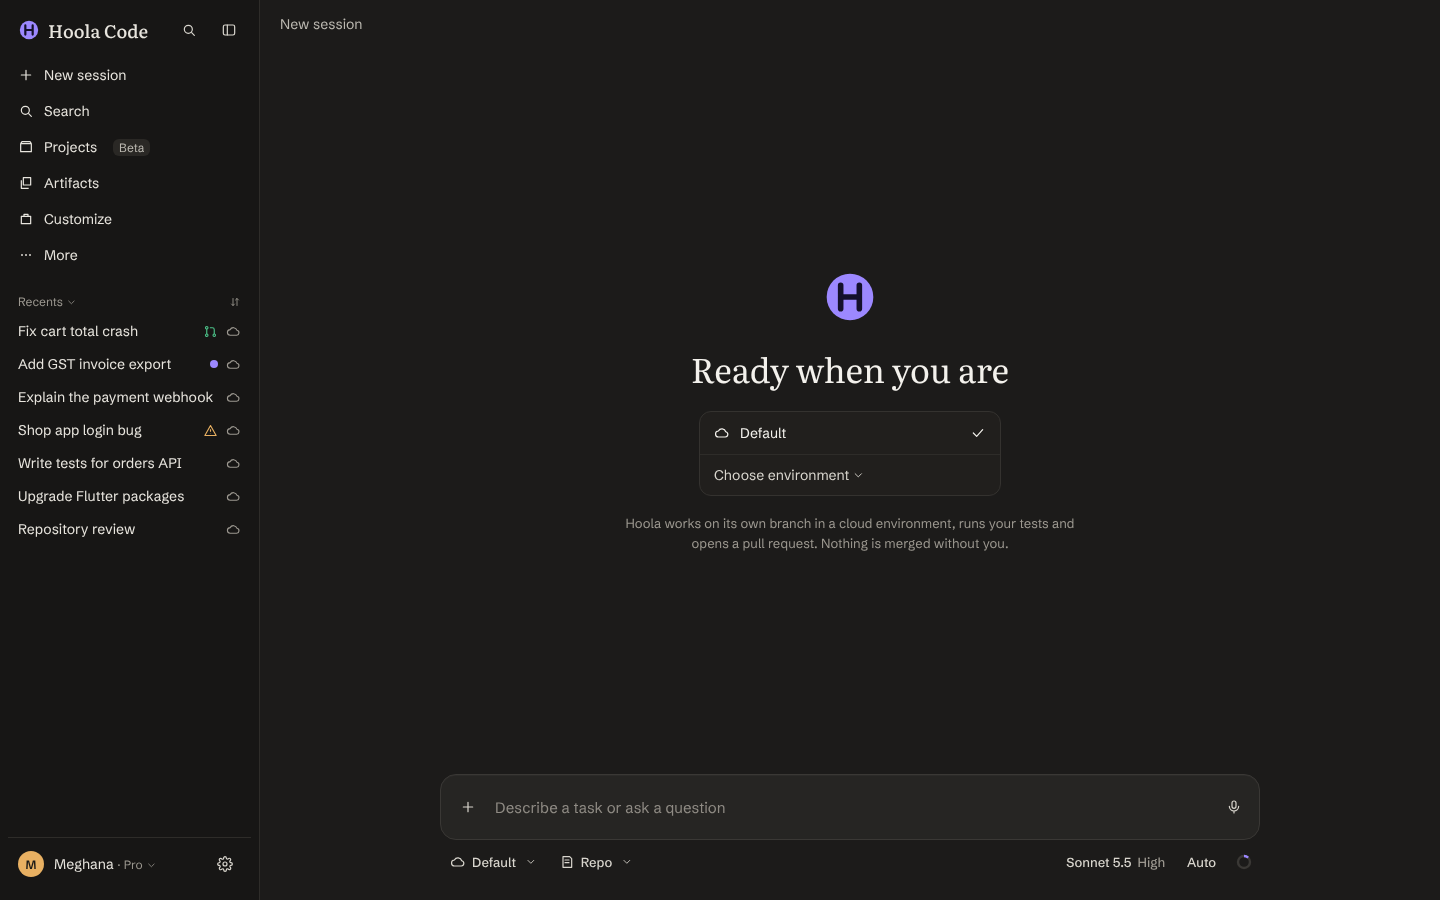 Hoola Code
New session
Search
Projects Beta
Artifacts
Customize
More
Recents
Fix cart total crash
Add GST invoice export
Explain the payment webhook
Shop app login bug
Write tests for orders API
Upgrade Flutter packages
Repository review
M Meghana · Pro
New session
H
Ready when you are
Default
Choose environment
Hoola works on its own branch in a cloud environment, runs your tests and
opens a pull request. Nothing is merged without you.
Describe a task or ask a question
Default Repo Sonnet 5.5 High Auto